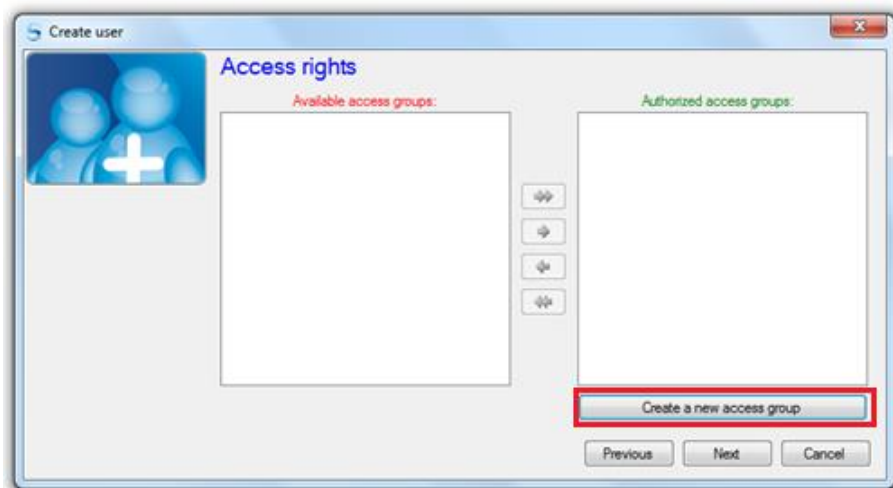 Create user
Access rights
Available access groups:
Authorized access groups:
Create a new access group
Previous
Next
Cancel